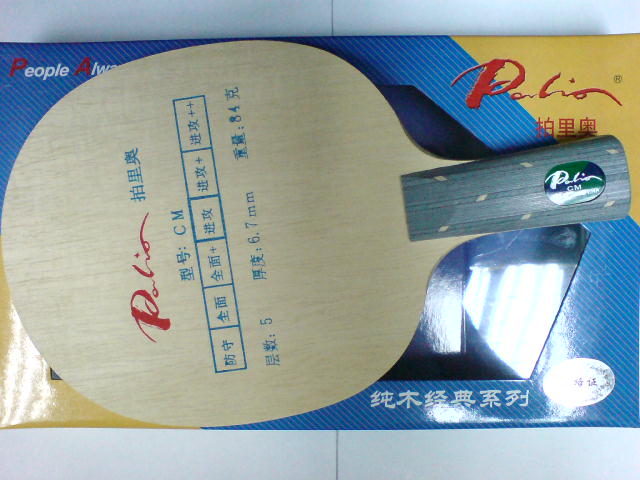 People Alwa
Palio
®
拍里奥
Palio 拍里奥
型号: CM
防守 全面 全面+ 进攻 进攻+ 进攻++
层数: 5 厚度: 6.7mm 重量: 84克
Palio
CM
纯木经典系列
证